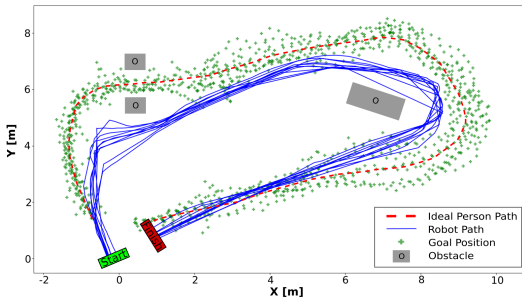 8
6
4
2
0
Y [m]
-2
0
2
4
6
8
10
X [m]
O
O
O
Start
Finish
Ideal Person Path
Robot Path
Goal Position
O Obstacle